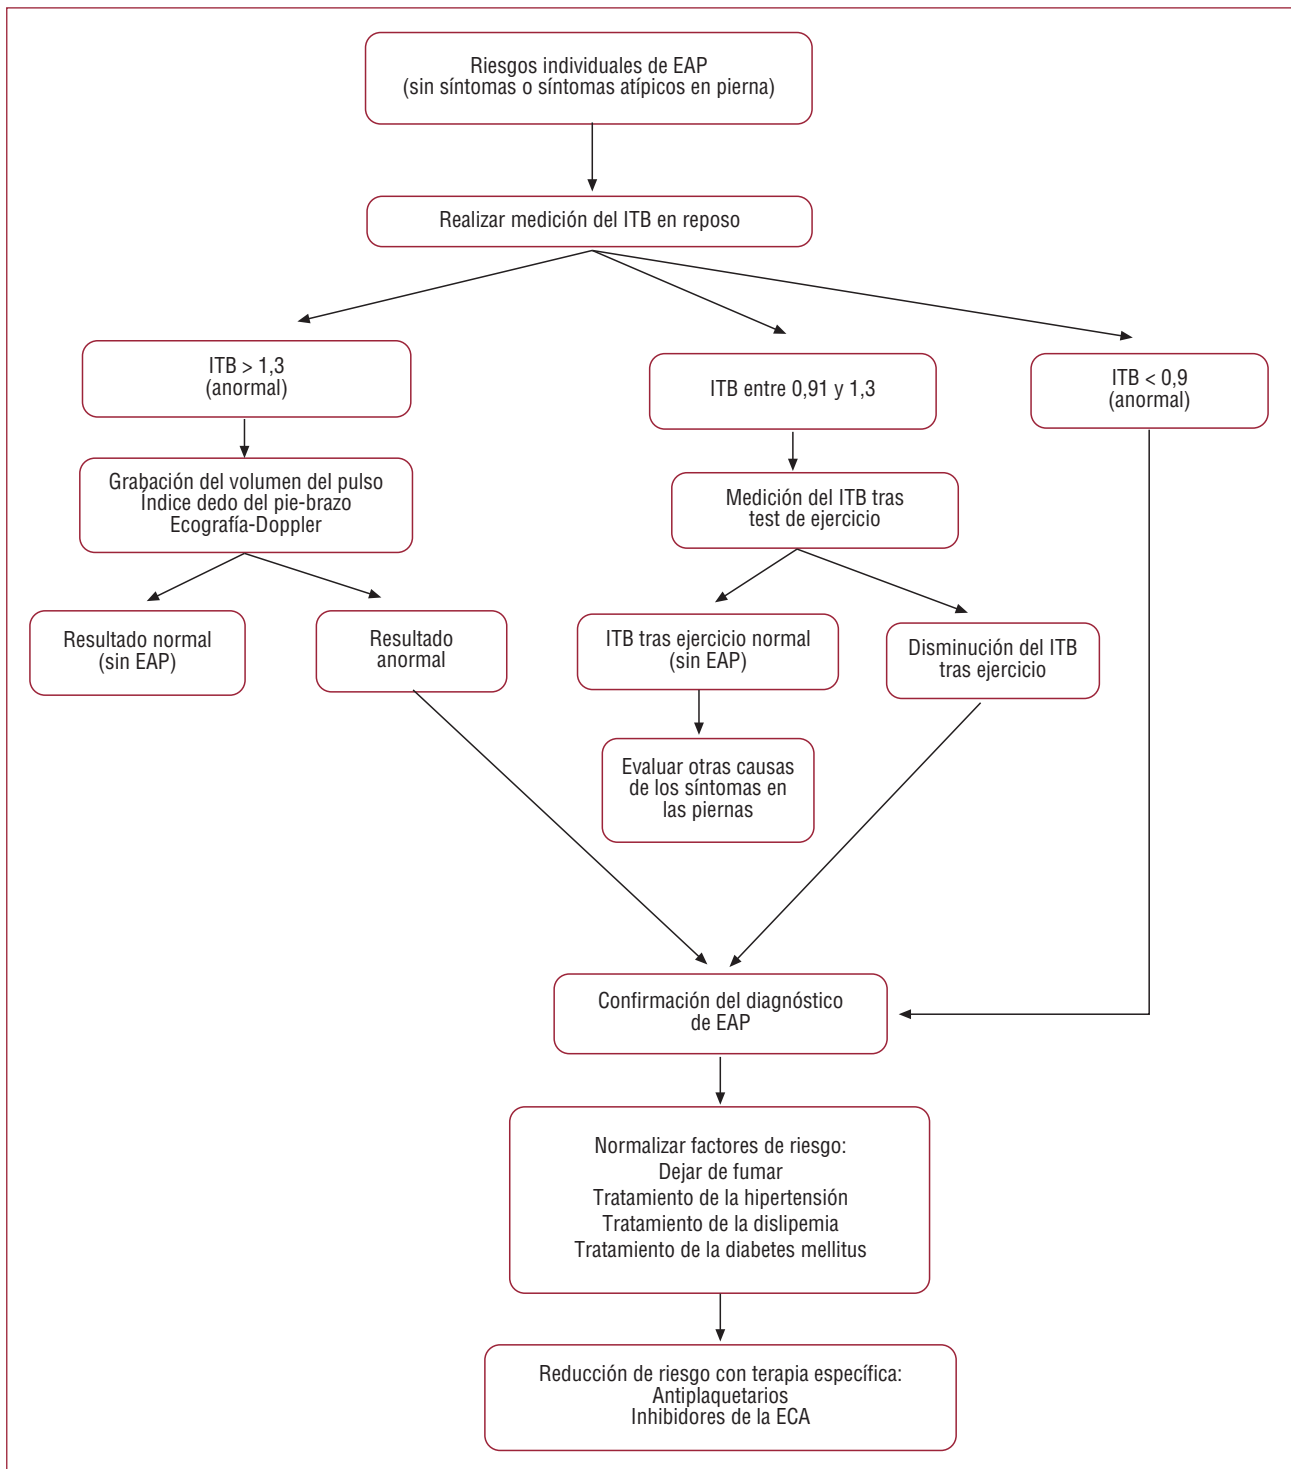 Riesgos individuales de EAP
(sin síntomas o síntomas atípicos en pierna)
Realizar medición del ITB en reposo
ITB > 1,3
(anormal)
ITB entre 0,91 y 1,3
ITB < 0,9
(anormal)
Grabación del volumen del pulso
Índice dedo del pie-brazo
Ecografía-Doppler
Medición del ITB tras
test de ejercicio
Resultado normal
(sin EAP)
Resultado
anormal
ITB tras ejercicio normal
(sin EAP)
Disminución del ITB
tras ejercicio
Evaluar otras causas
de los síntomas en
las piernas
Confirmación del diagnóstico
de EAP
Normalizar factores de riesgo:
Dejar de fumar
Tratamiento de la hipertensión
Tratamiento de la dislipemia
Tratamiento de la diabetes mellitus
Reducción de riesgo con terapia específica:
Antiplaquetarios
Inhibidores de la ECA